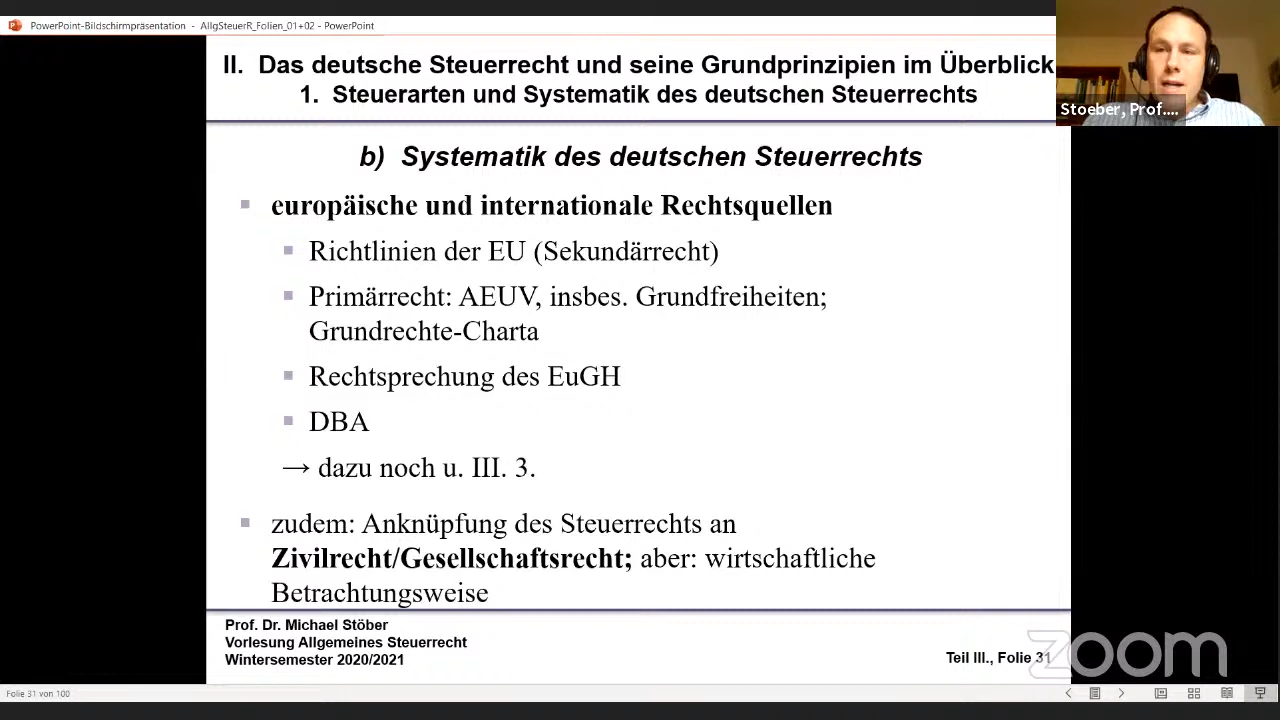 PowerPoint-Bildschirmpräsentation - AllgSteuerR_Folien_01+02 - PowerPoint
II. Das deutsche Steuerrecht und seine Grundprinzipien im Überblick
1. Steuerarten und Systematik des deutschen Steuerrechts
Stoeber, Prof....
b) Systematik des deutschen Steuerrechts
europäische und internationale Rechtsquellen
Richtlinien der EU (Sekundärrecht)
Primärrecht: AEUV, insbes. Grundfreiheiten;
Grundrechte-Charta
Rechtsprechung des EuGH
DBA
→ dazu noch u. III. 3.
zudem: Anknüpfung des Steuerrechts an
Zivilrecht/Gesellschaftsrecht; aber: wirtschaftliche
Betrachtungsweise
Prof. Dr. Michael Stöber
Vorlesung Allgemeines Steuerrecht
Wintersemester 2020/2021
Teil III., Folie 31
zoom
Folie 31 von 100